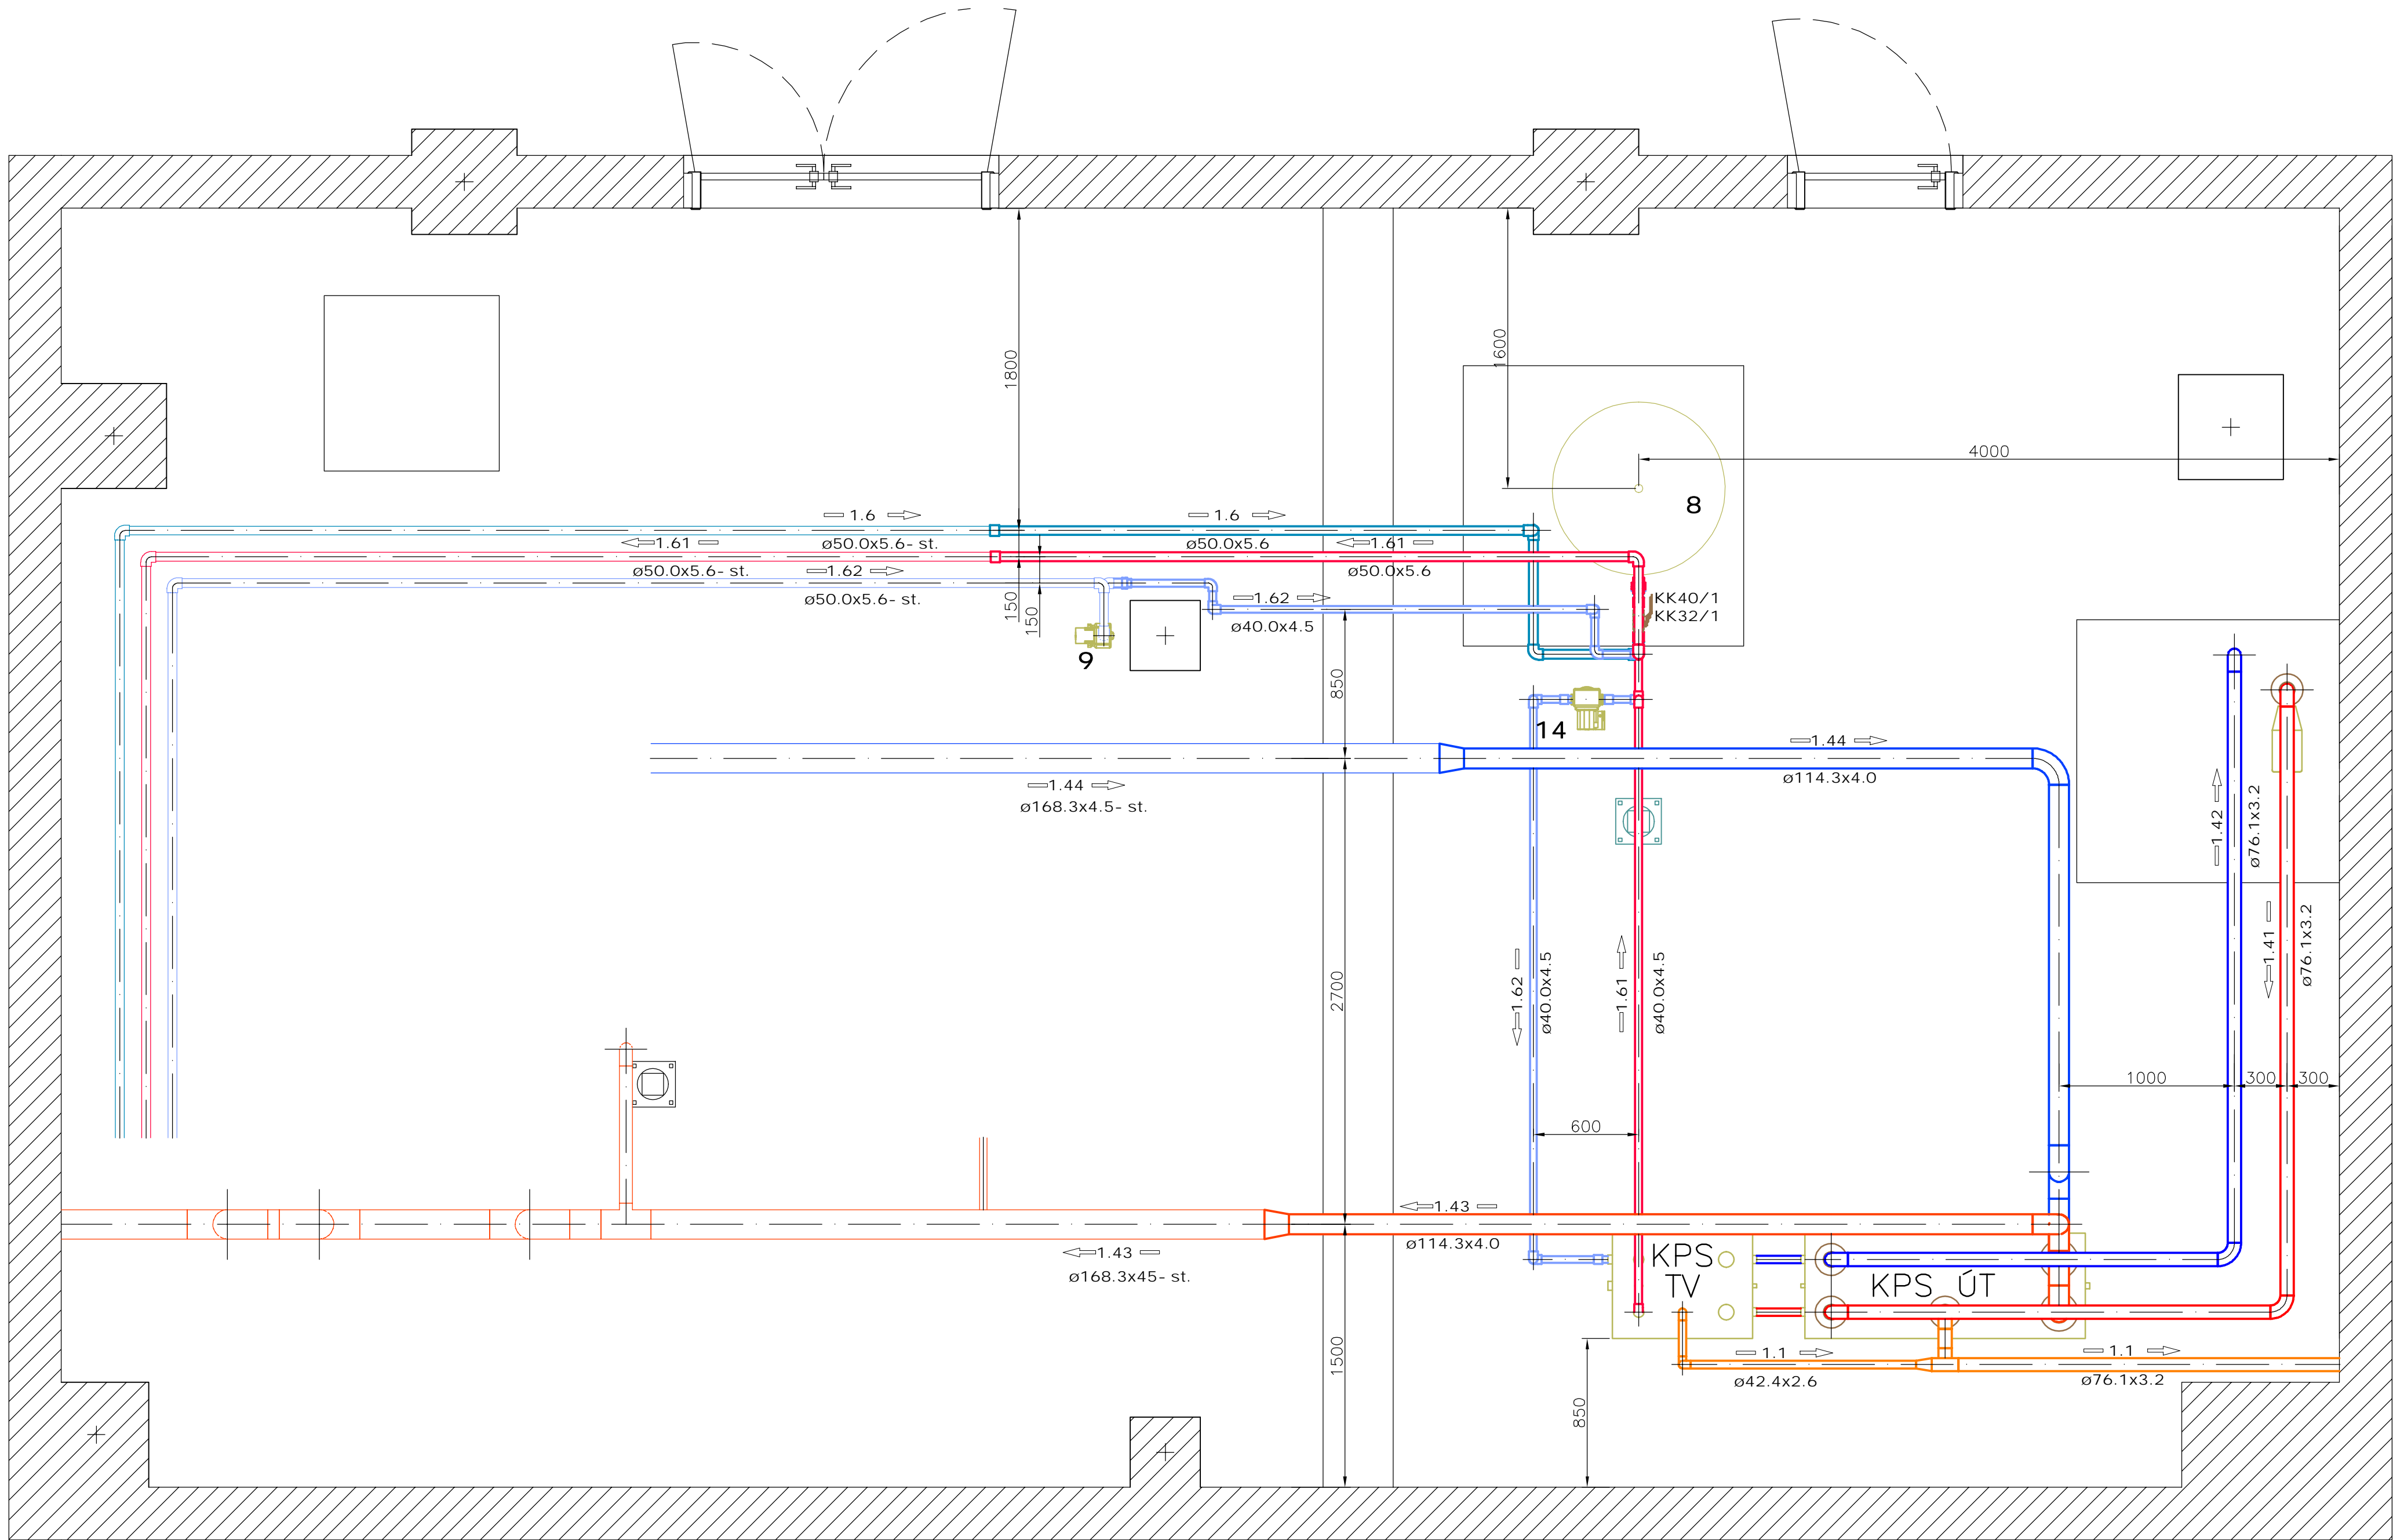 1800
1600
4000
8
1.6
1.6
ø50.0x5.6- st.
ø50.0x5.6
1.61
1.61
ø50.0x5.6- st.
ø50.0x5.6
1.62
ø50.0x5.6- st.
150
150
1.62
ø40.0x4.5
KK40/1
KK32/1
9
850
14
1.44
ø114.3x4.0
1.44
ø168.3x4.5- st.
1.42
ø76.1x3.2
1.41
ø76.1x3.2
2700
1.62
ø40.0x4.5
1.61
ø40.0x4.5
1000
300
300
600
1.43
ø114.3x4.0
1.43
ø168.3x45- st.
KPS
TV
KPS ÚT
1500
850
1.1
ø42.4x2.6
1.1
ø76.1x3.2